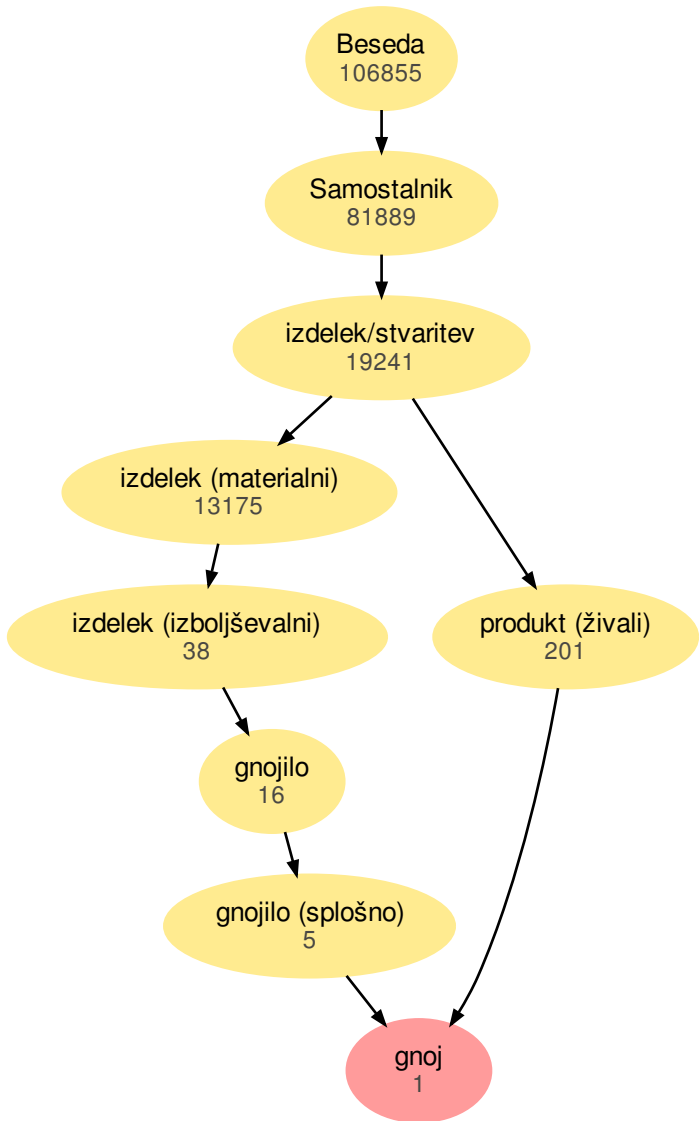 Beseda
106855
Samostalnik
81889
izdelek/stvaritev
19241
izdelek (materialni)
13175
izdelek (izboljševalni)
38
produkt (živali)
201
gnojilo
16
gnojilo (splošno)
5
gnoj
1